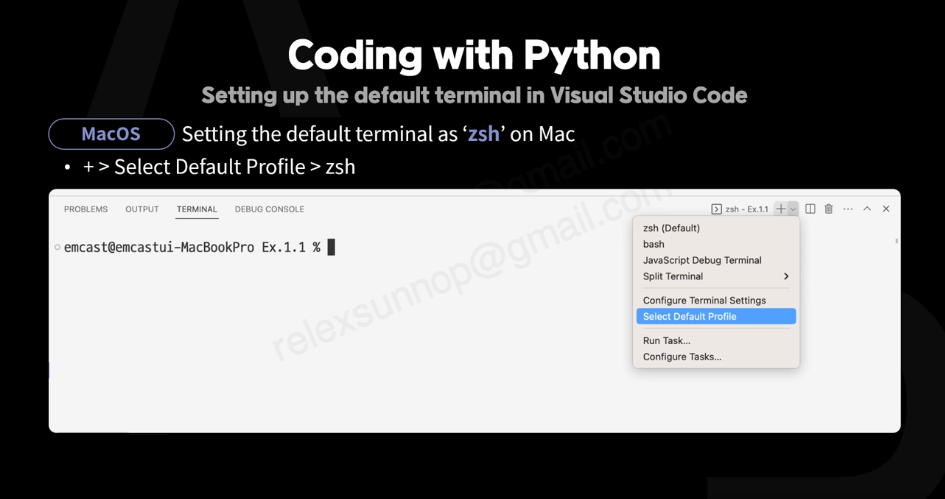 Coding with Python
Setting up the default terminal in Visual Studio Code
MacOS Setting the default terminal as ‘zsh’ on Mac
• + > Select Default Profile > zsh
PROBLEMS OUTPUT TERMINAL DEBUG CONSOLE zsh - Ex.1.1
emcast@emcastui-MacBookPro Ex.1.1 %
zsh (Default)
bash
JavaScript Debug Terminal
Split Terminal
Configure Terminal Settings
Select Default Profile
Run Task...
Configure Tasks...
relexsunnop@gmail.com